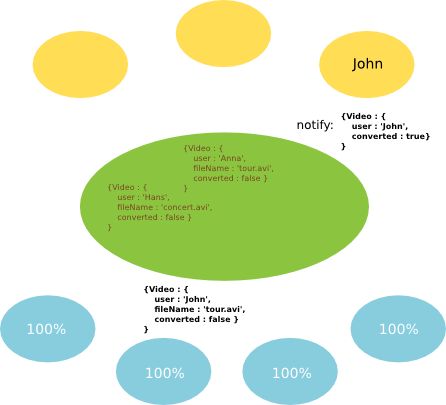 John
notify:
{Video : {
user : 'John',
converted : true}
}
{Video : {
user : 'Anna',
fileName : 'tour.avi',
converted : false }
}
{Video : {
user : 'Hans',
fileName : 'concert.avi',
converted : false }
}
{Video : {
user : 'John',
fileName : 'tour.avi',
converted : false }
}
100%
100%
100%
100%